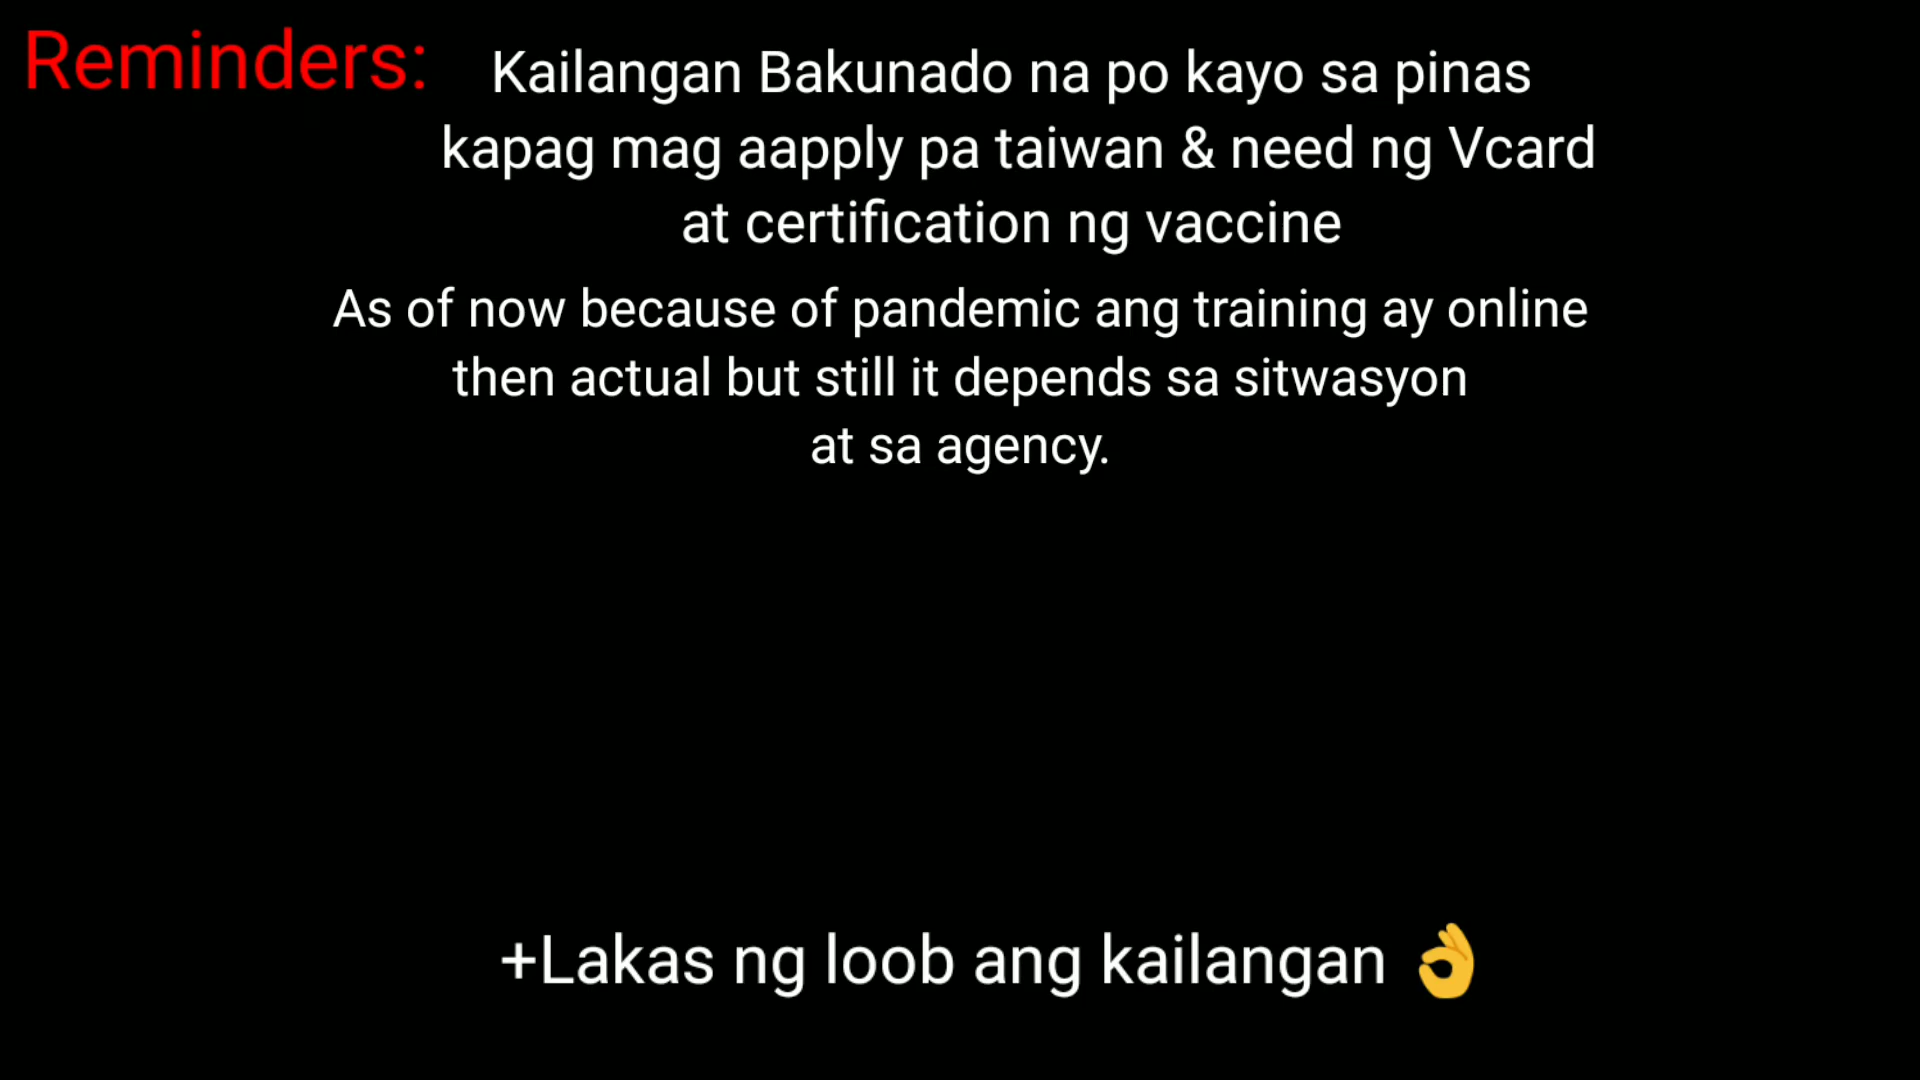 Reminders:
Kailangan Bakunado na po kayo sa pinas
kapag mag aapply pa taiwan & need ng Vcard
at certification ng vaccine
As of now because of pandemic ang training ay online
then actual but still it depends sa sitwasyon
at sa agency.
+Lakas ng loob ang kailangan 👌